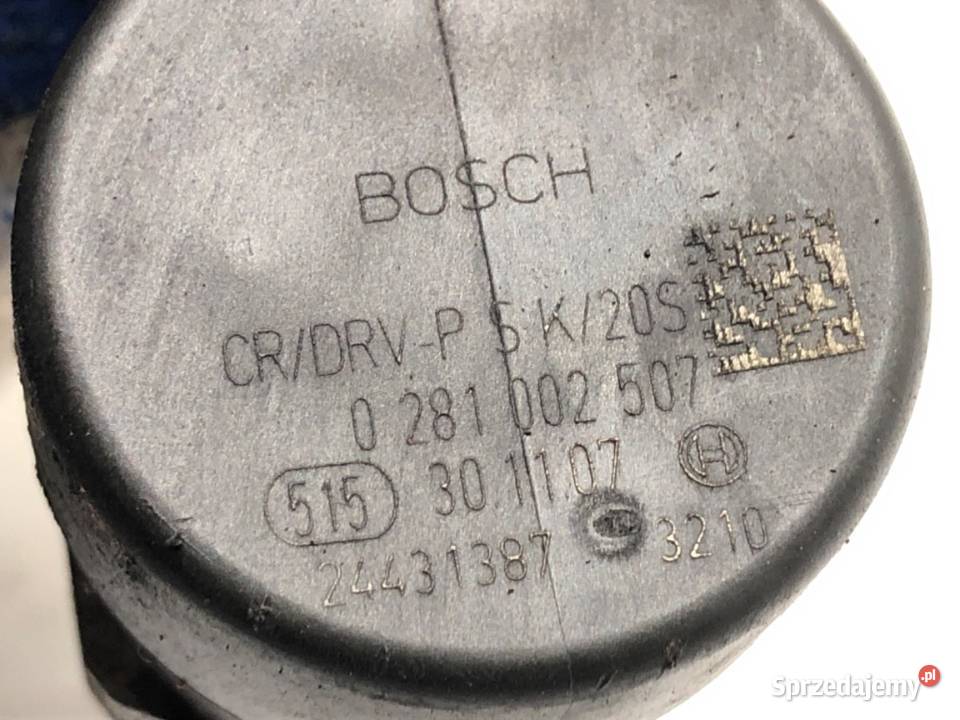 BOSCH
CR/DRV-P S K/20S
0 281 002 507
515 30.11.07
24431387 3210
Sprzedajemy.pl